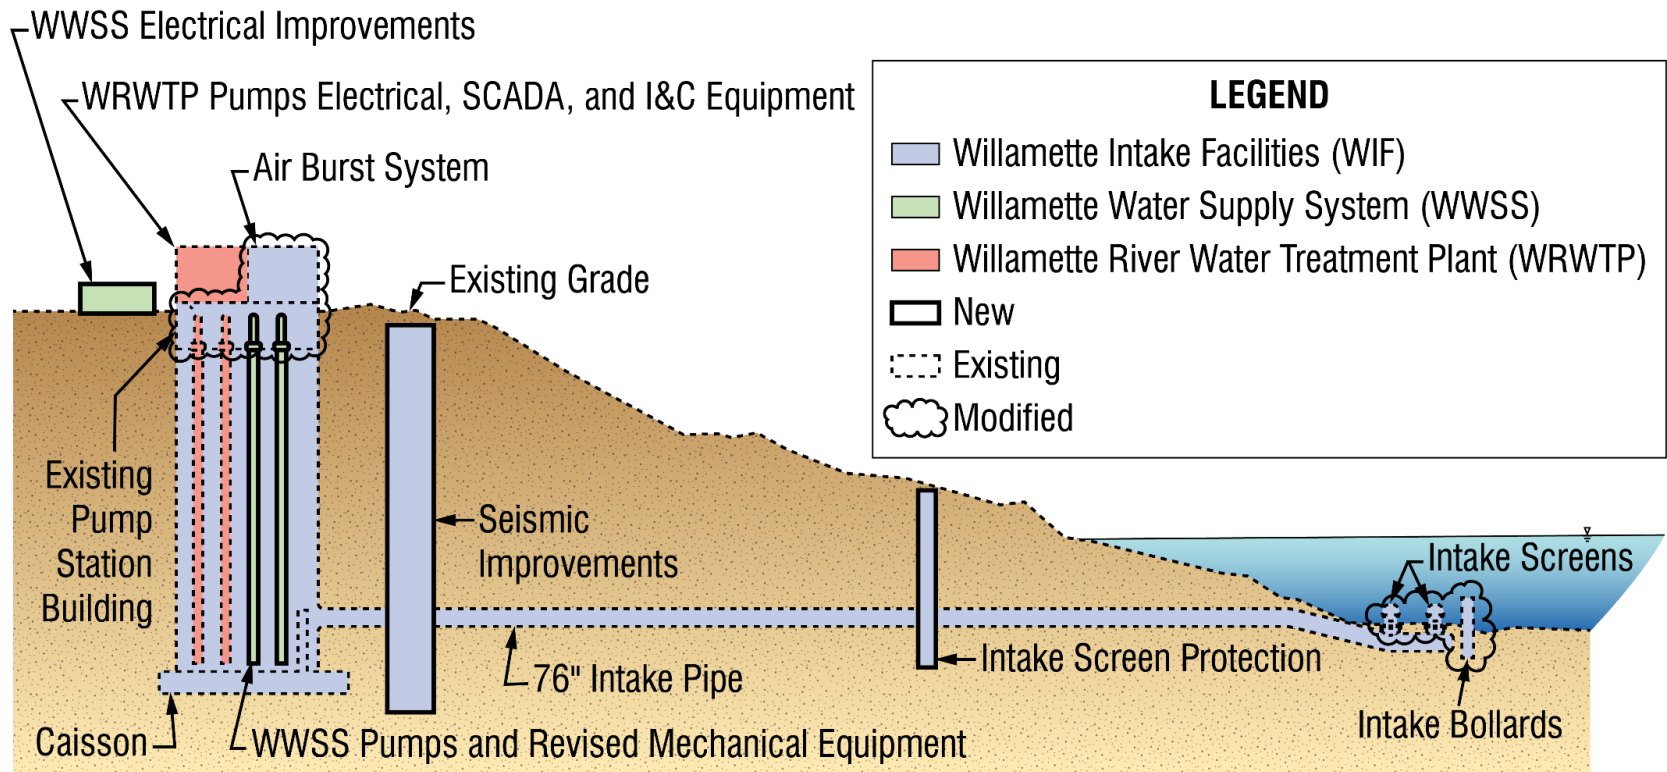 WWSS Electrical Improvements
WRWTP Pumps Electrical, SCADA, and I&C Equipment
Air Burst System
Existing Grade
LEGEND
Willamette Intake Facilities (WIF)
Willamette Water Supply System (WWSS)
Willamette River Water Treatment Plant (WRWTP)
New
Existing
Modified
Existing
Pump
Station
Building
Seismic
Improvements
Intake Screens
76" Intake Pipe
Intake Screen Protection
Intake Bollards
Caisson
WWSS Pumps and Revised Mechanical Equipment